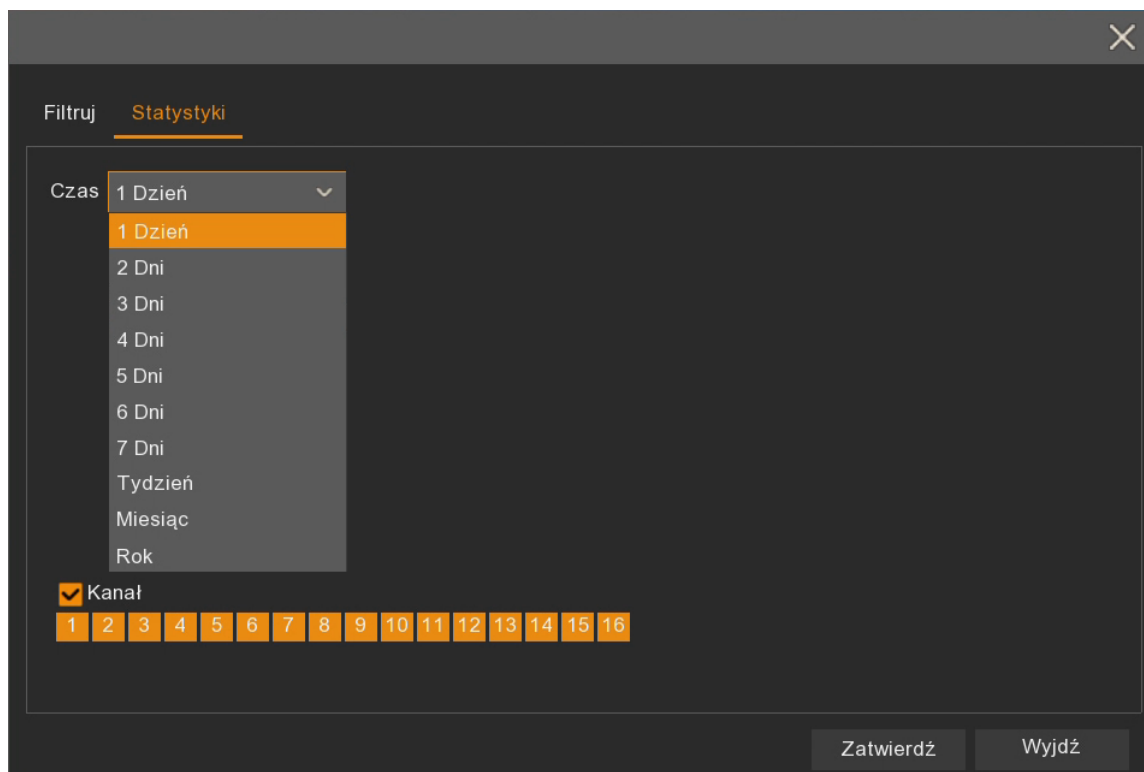 Filtruj Statystyki
Czas 1 Dzień
1 Dzień
2 Dni
3 Dni
4 Dni
5 Dni
6 Dni
7 Dni
Tydzień
Miesiąc
Rok
Kanał
1 2 3 4 5 6 7 8 9 10 11 12 13 14 15 16
Zatwierdź Wyjdź